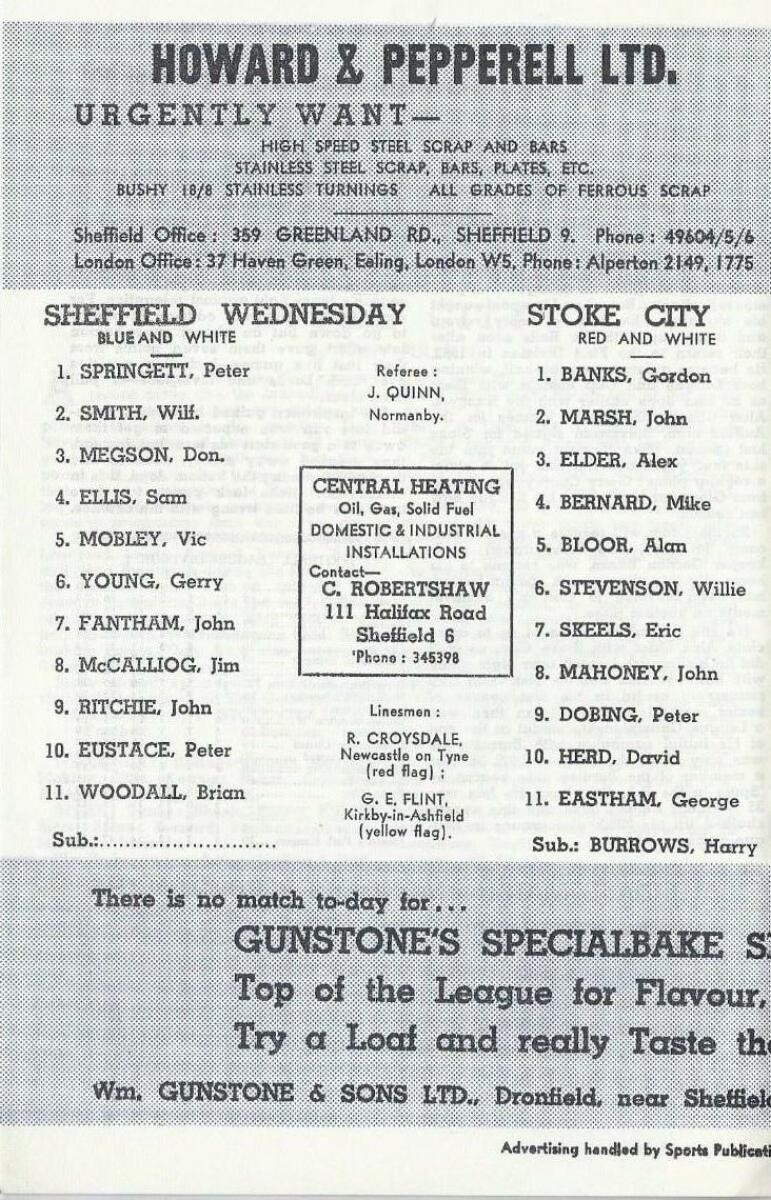 HOWARD & PEPPERELL LTD.
URGENTLY WANT—
HIGH SPEED STEEL SCRAP AND BARS
STAINLESS STEEL SCRAP, BARS, PLATES, ETC.
BUSHY 18/8 STAINLESS TURNINGS ALL GRADES OF FERROUS SCRAP
Sheffield Office : 359 GREENLAND RD., SHEFFIELD 9. Phone : 49604/5/6
London Office : 37 Haven Green, Ealing, London W5, Phone : Alperton 2149, 1775
SHEFFIELD WEDNESDAY
BLUE AND WHITE
1. SPRINGETT, Peter
2. SMITH, Wilf.
3. MEGSON, Don.
4. ELLIS, Sam
5. MOBLEY, Vic
6. YOUNG, Gerry
7. FANTHAM, John
8. McCALLIOG, Jim
9. RITCHIE, John
10. EUSTACE, Peter
11. WOODALL, Brian
Sub.:..........................
Referee :
J. QUINN,
Normanby.
CENTRAL HEATING
Oil, Gas, Solid Fuel
DOMESTIC & INDUSTRIAL
INSTALLATIONS
Contact—
C. ROBERTSHAW
111 Halifax Road
Sheffield 6
'Phone : 345398
Linesmen :
R. CROYSDALE,
Newcastle on Tyne
(red flag) :
G. E. FLINT,
Kirkby-in-Ashfield
(yellow flag).
STOKE CITY
RED AND WHITE
1. BANKS, Gordon
2. MARSH, John
3. ELDER, Alex
4. BERNARD, Mike
5. BLOOR, Alan
6. STEVENSON, Willie
7. SKEELS, Eric
8. MAHONEY, John
9. DOBING, Peter
10. HERD, David
11. EASTHAM, George
Sub.: BURROWS, Harry
There is no match to-day for . . .
GUNSTONE'S SPECIALBAKE
Top of the League for Flavour,
Try a Loaf and really Taste
Wm. GUNSTONE & SONS LTD., Dronfield, near Sheffiel
Advertising handled by Sports Publicati